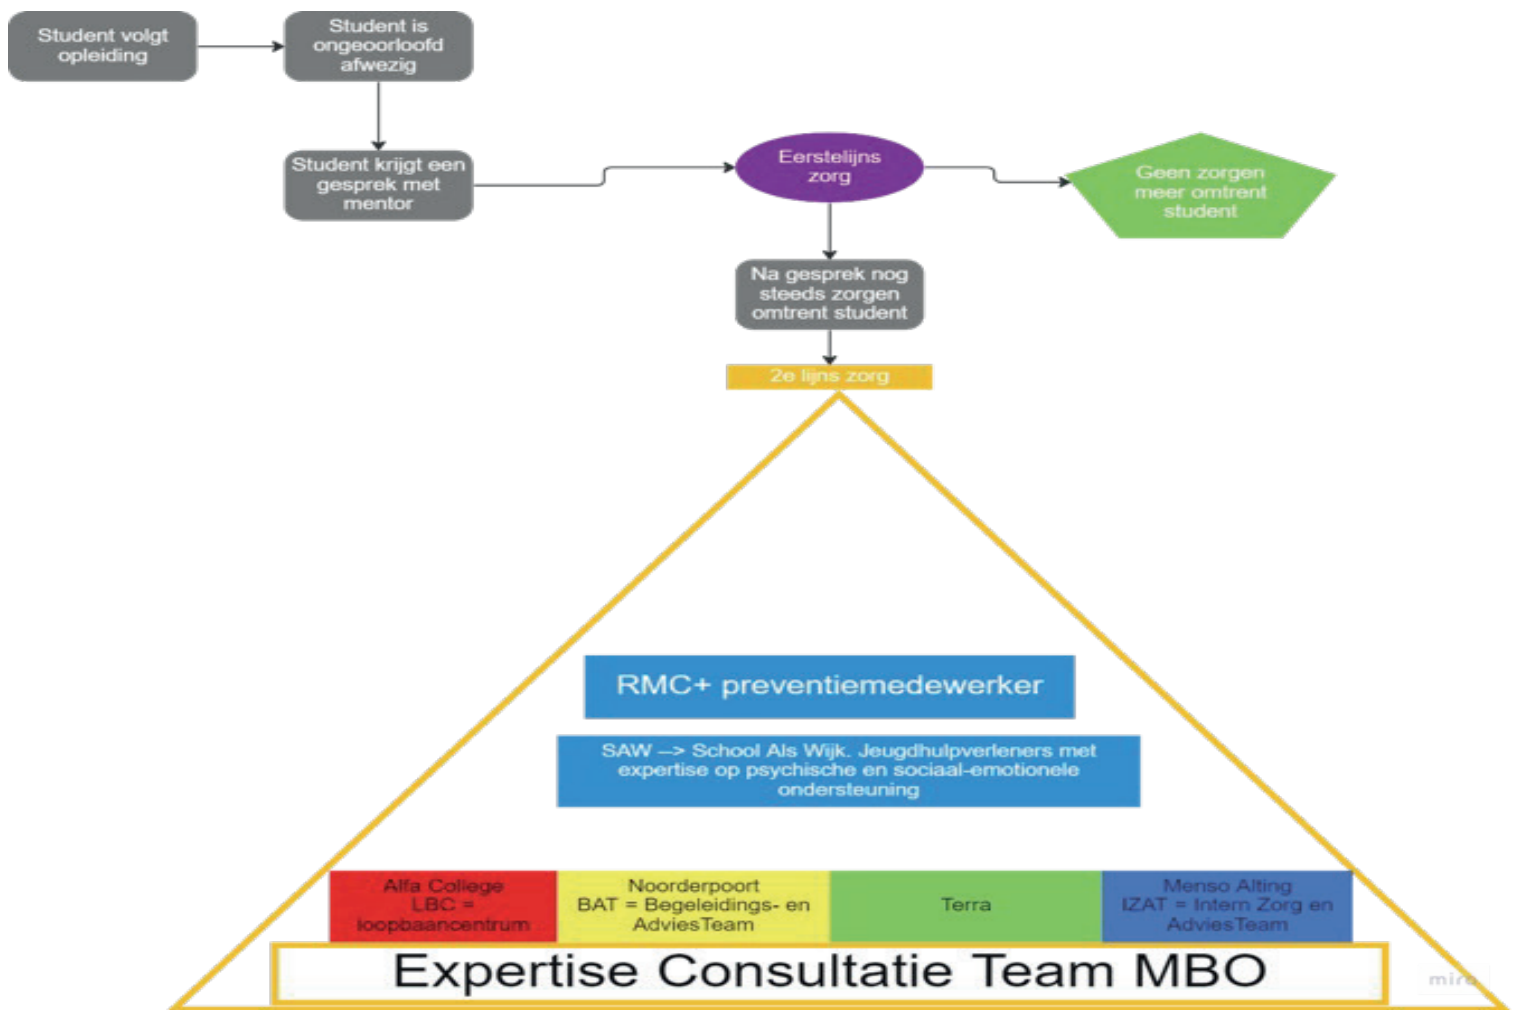 Student volgt
opleiding
Student is
ongeoorloofd
afwezig
Student krijgt een
gesprek met
mentor
Eerstelijns
zorg
Geen zorgen
meer omtrent
student
Na gesprek nog
steeds zorgen
omtrent student
2e lijns zorg
RMC+ preventiemedewerker
SAW --> School Als Wijk. Jeugdhulpverleners met
expertise op psychische en sociaal-emotionele
ondersteuning
Alfa College
LBC =
loopbaancentrum
Noorderpoort
BAT = Begeleidings- en
AdviesTeam
Terra
Menso Alting
IZAT = Intern Zorg en
AdviesTeam
Expertise Consultatie Team MBO
miro